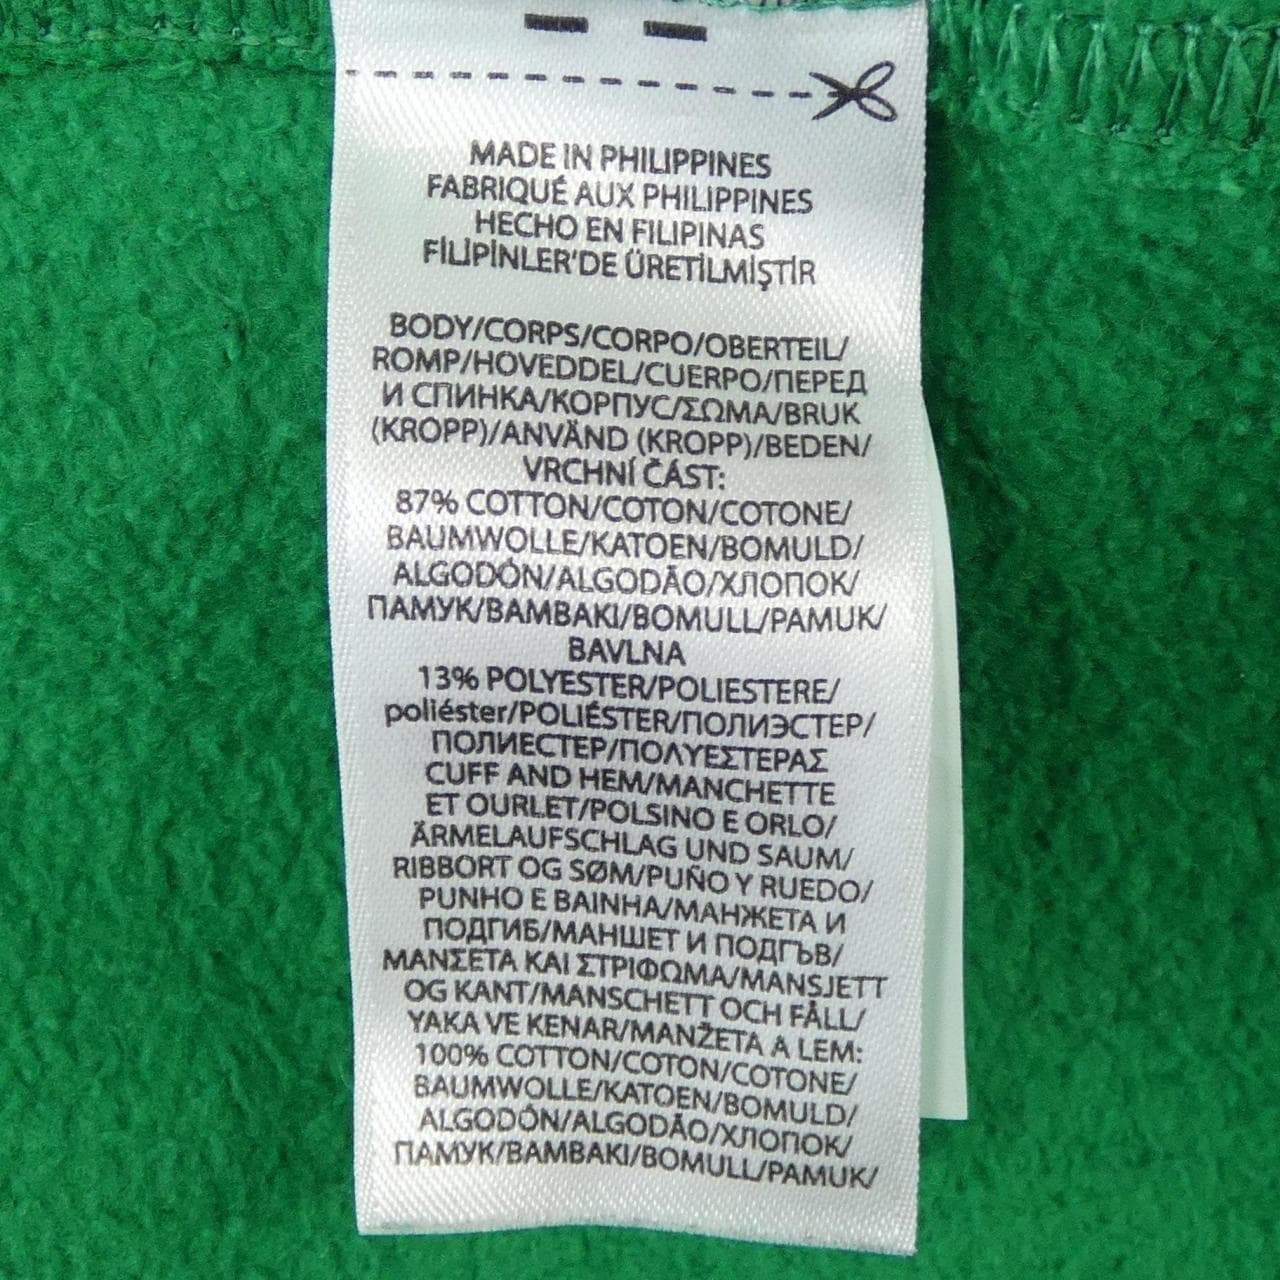 MADE IN PHILIPPINES
FABRIQUÉ AUX PHILIPPINES
HECHO EN FILIPINAS
FİLİPİNLER'DE ÜRETİLMİŞTİR
BODY/CORPS/CORPO/OBERTEIL/
ROMP/HOVEDDEL/CUERPO/ПЕРЕД
И СПИНКА/КОРПУС/ΣΩΜΑ/BRUK
(KROPP)/ANVÄND (KROPP)/BEDEN/
VRCHNÍ ČÁST:
87% COTTON/COTON/COTONE/
BAUMWOLLE/KATOEN/BOMULD/
ALGODÓN/ALGODÃO/ХЛОПОК/
ПАМУК/ΒΑΜΒΑΚΙ/BOMULL/PAMUK/
BAVLNA
13% POLYESTER/POLIESTERE/
poliéster/POLIÉSTER/ПОЛИЭСТЕР/
ПОЛИЕСТЕР/ΠΟΛΥΕΣΤΕΡΑΣ
CUFF AND HEM/MANCHETTE
ET OURLET/POLSINO E ORLO/
ÄRMELAUFSCHLAG UND SAUM/
RIBBORT OG SØM/PUÑO Y RUEDO/
PUNHO E BAINHA/МАНЖЕТА И
ПОДГИБ/МАНШЕТ И ПОДГЪВ/
ΜΑΝΣΕΤΑ ΚΑΙ ΣΤΡΙΦΩΜΑ/MANSJETT
OG KANT/MANSCHETT OCH FÅLL/
YAKA VE KENAR/MANŽETA A LEM:
100% COTTON/COTON/COTONE/
BAUMWOLLE/KATOEN/BOMULD/
ALGODÓN/ALGODÃO/ХЛОПОК/
ПАМУК/ΒΑΜΒΑΚΙ/BOMULL/PAMUK/